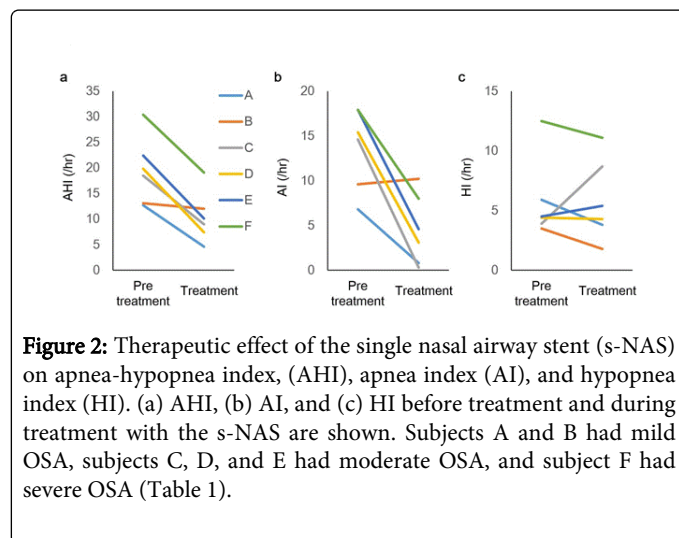 a
35
30
25
20
15
10
5
0
AHI (/hr)
Pre
treatment
Treatment
A
B
C
D
E
F
b
20
15
10
5
0
AI (/hr)
Pre
treatment
Treatment
c
15
10
5
0
HI (/hr)
Pre
treatment
Treatment
Figure 2: Therapeutic effect of the single nasal airway stent (s-NAS)
on apnea-hypopnea index, (AHI), apnea index (AI), and hypopnea
index (HI). (a) AHI, (b) AI, and (c) HI before treatment and during
treatment with the s-NAS are shown. Subjects A and B had mild
OSA, subjects C, D, and E had moderate OSA, and subject F had
severe OSA (Table 1).